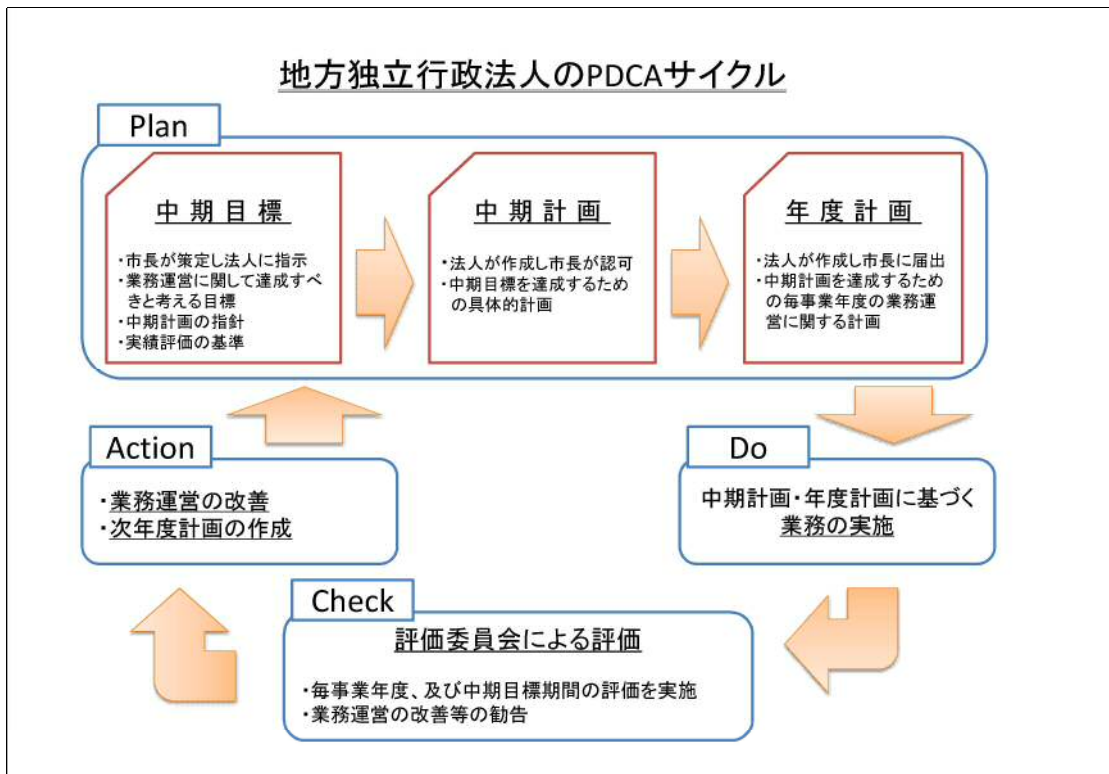 地方独立行政法人のPDCAサイクル
Plan
中期目標
・市長が策定し法人に指示
・業務運営に関して達成すべ
きと考える目標
・中期計画の指針
・実績評価の基準
中期計画
・法人が作成し市長が認可
・中期目標を達成するため
の具体的計画
年度計画
・法人が作成し市長に届出
・中期計画を達成するため
の毎事業年度の業務運
営に関する計画
Action
・業務運営の改善
・次年度計画の作成
Do
中期計画・年度計画に基づく
業務の実施
Check
評価委員会による評価
・毎事業年度、及び中期目標期間の評価を実施
・業務運営の改善等の勧告